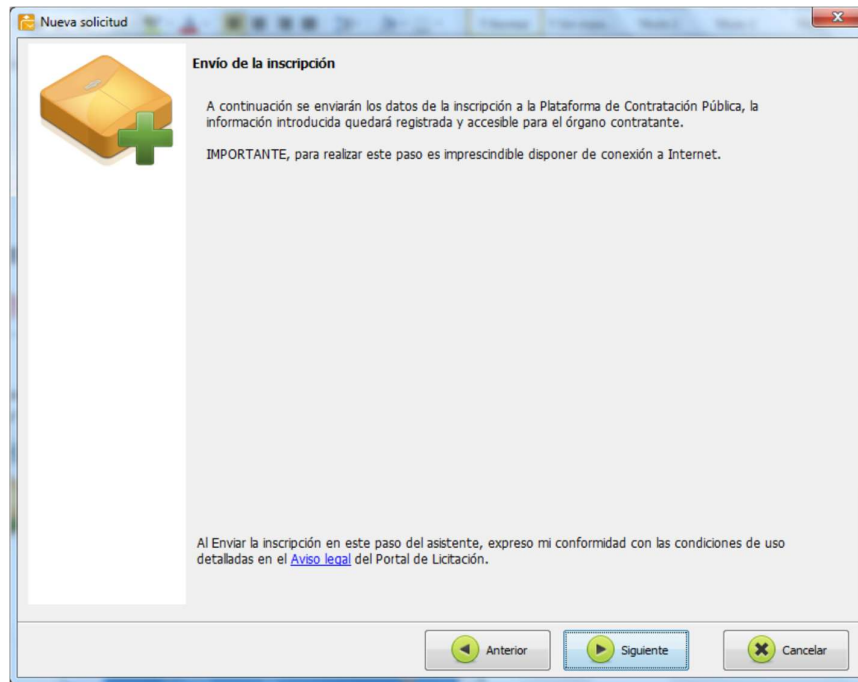 Nueva solicitud
Envío de la inscripción
A continuación se enviarán los datos de la inscripción a la Plataforma de Contratación Pública, la
información introducida quedará registrada y accesible para el órgano contratante.
IMPORTANTE, para realizar este paso es imprescindible disponer de conexión a Internet.
Al Enviar la inscripción en este paso del asistente, expreso mi conformidad con las condiciones de uso
detalladas en el Aviso legal del Portal de Licitación.
Anterior Siguiente Cancelar